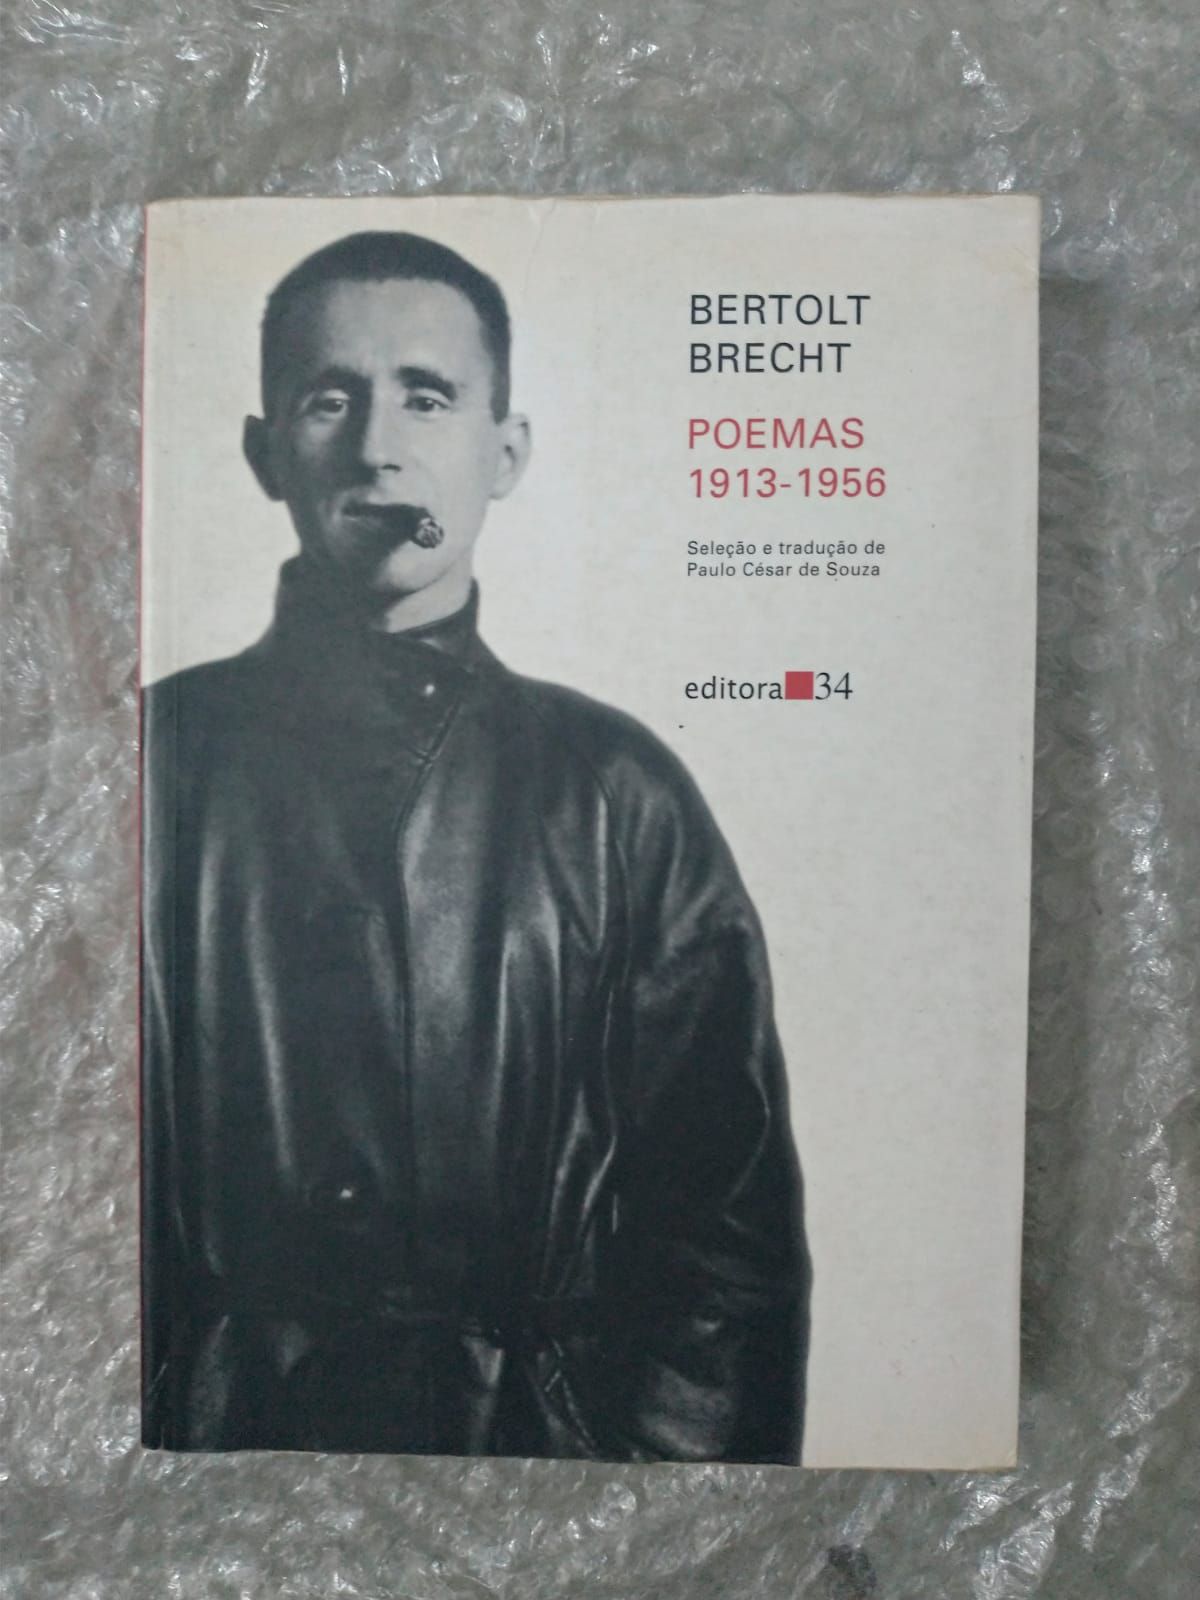 BERTOLT
BRECHT
POEMAS
1913-1956
Seleção e tradução de
Paulo César de Souza
editora 34